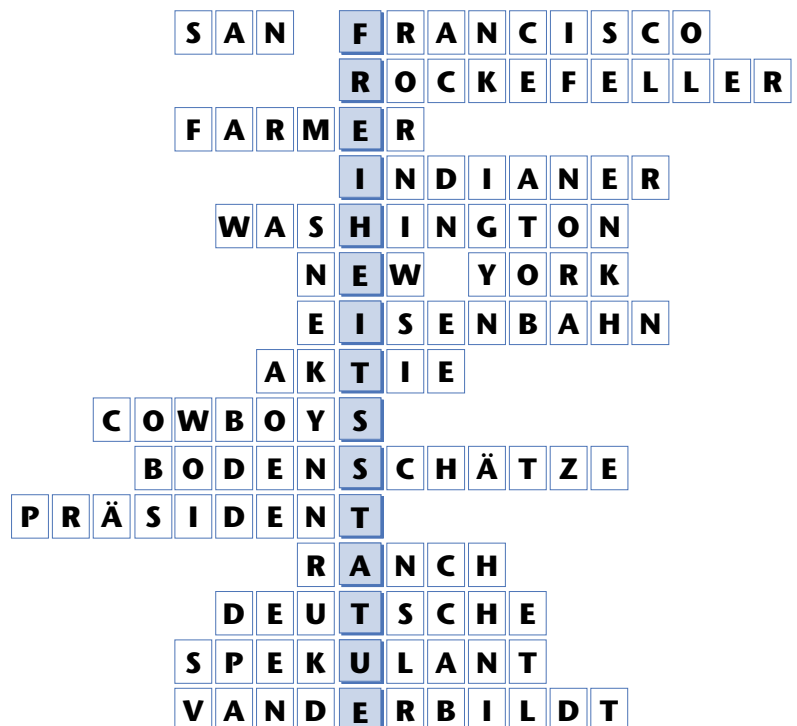 SAN FRANCISCO
ROCKEFELLER
FARMER
INDIANER
WASHINGTON
NEW YORK
EISENBAHN
AKTIE
COWBOYS
BODENSCHÄTZE
PRÄSIDENT
RANCH
DEUTSCHE
SPEKULANT
VANDERBILDT